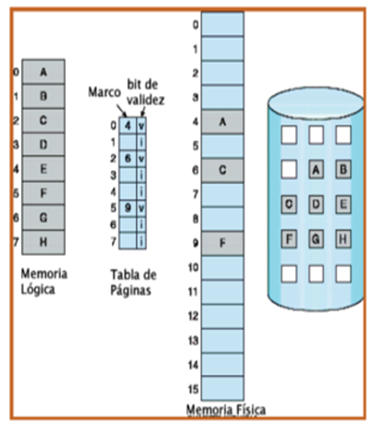 0 A
1 B
2 C
3 D
4 E
5 F
6 G
7 H
Memoria
Lógica
Marco
bit de
validez
0 4 v
1 i
2 6 v
3 i
4 i
5 9 v
6 i
7 i
Tabla de
Páginas
0
1
2
3
4 A
5
6 C
7
8
9 F
10
11
12
13
14
15
Memoria Física
A B
C D E
F G H